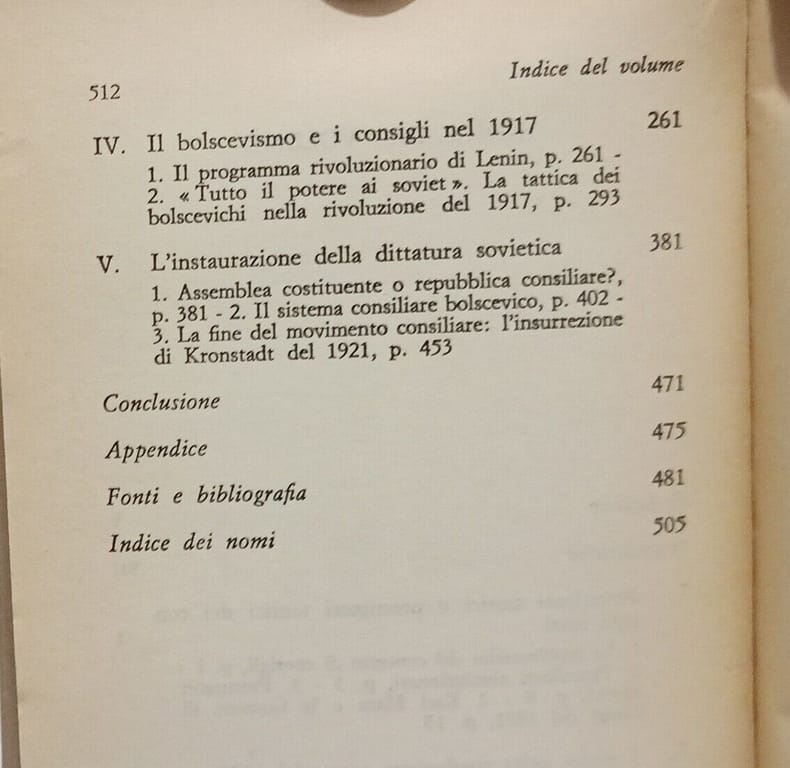 Indice del volume
512
IV. Il bolscevismo e i consigli nel 1917 261
1. Il programma rivoluzionario di Lenin, p. 261 -
2. « Tutto il potere ai soviet ». La tattica dei
bolscevichi nella rivoluzione del 1917, p. 293
V. L'instaurazione della dittatura sovietica 381
1. Assemblea costituente o repubblica consiliare?,
p. 381 - 2. Il sistema consiliare bolscevico, p. 402 -
3. La fine del movimento consiliare: l'insurrezione
di Kronstadt del 1921, p. 453
Conclusione 471
Appendice 475
Fonti e bibliografia 481
Indice dei nomi 505